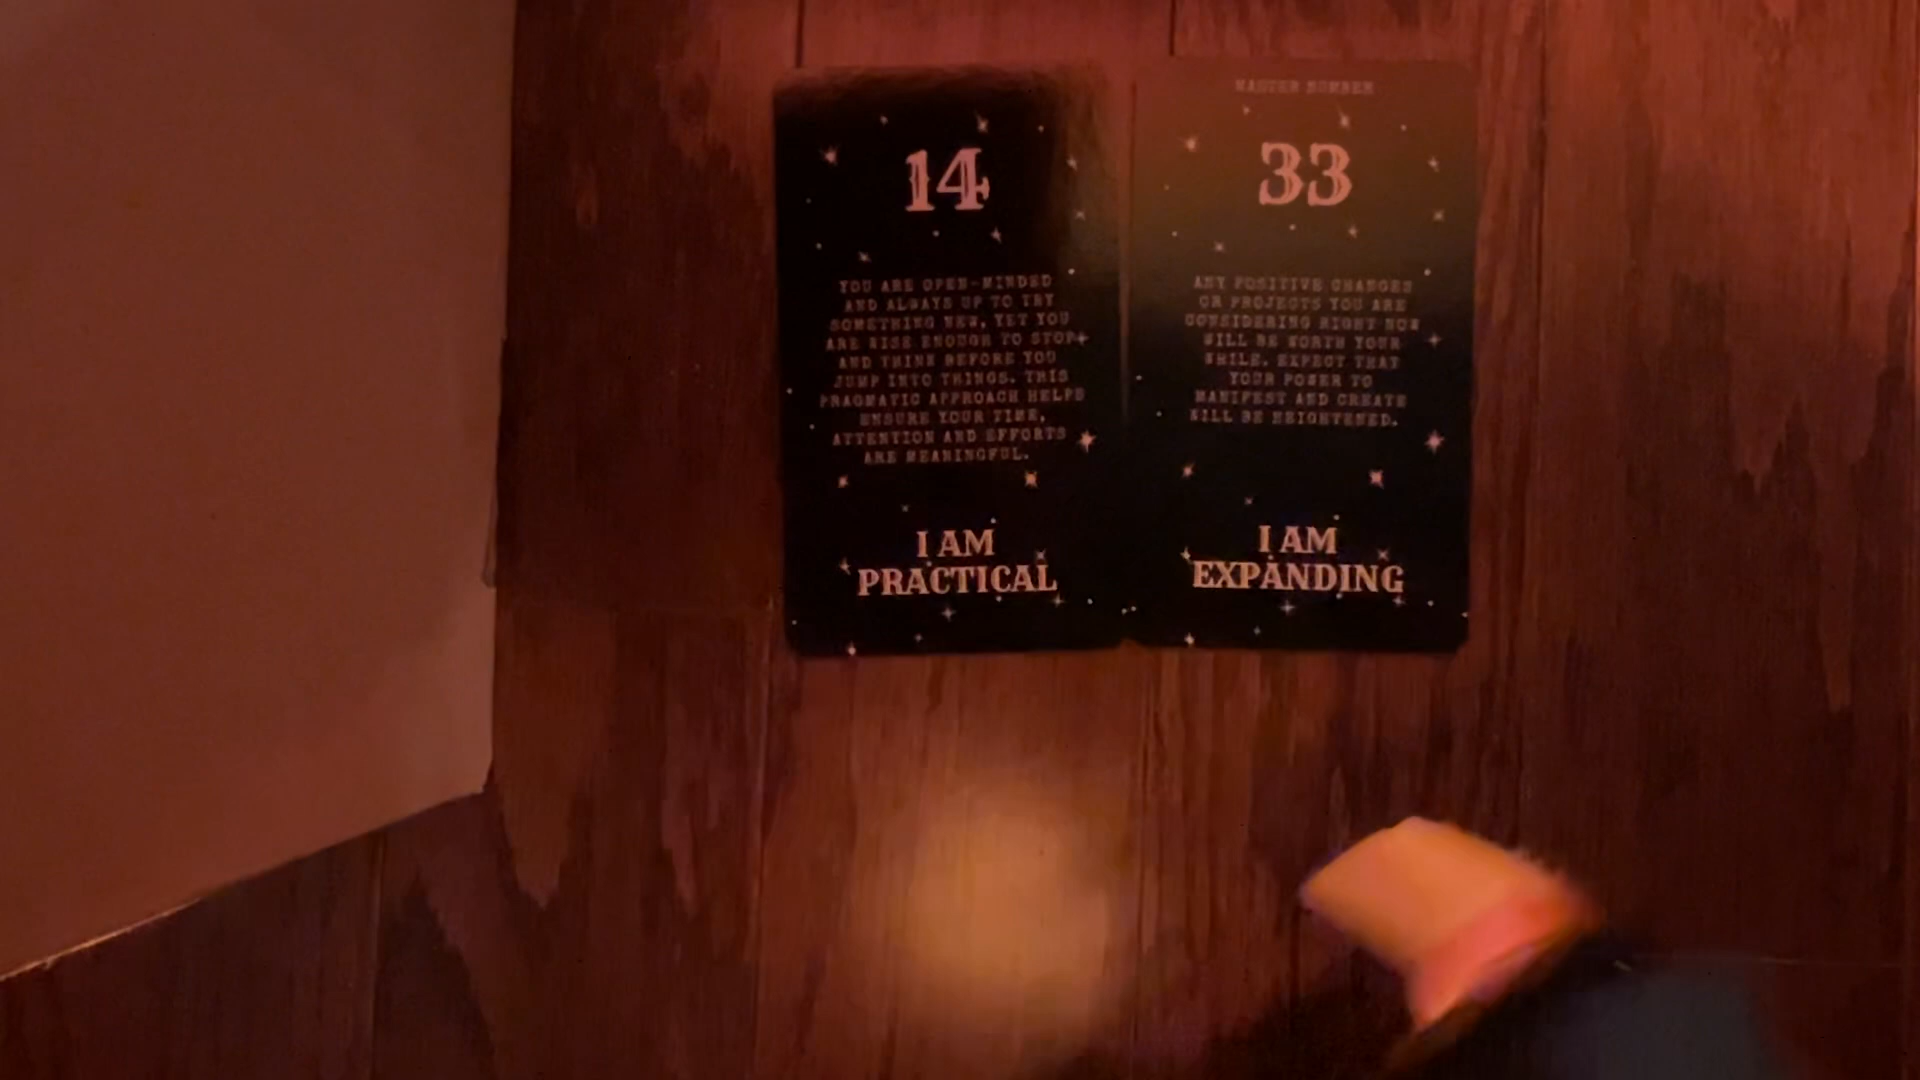 14
YOU ARE OPEN-MINDED
AND ALWAYS UP TO TRY
SOMETHING NEW, YET YOU
ARE WISE ENOUGH TO STOP
AND THINK BEFORE YOU
JUMP INTO THINGS. THIS
PRAGMATIC APPROACH HELPS
ENSURE YOUR TIME,
ATTENTION AND EFFORTS
ARE MEANINGFUL.
I AM
PRACTICAL
MASTER NUMBER
33
ANY POSITIVE CHANGES
OR PROJECTS YOU ARE
CONSIDERING RIGHT NOW
WILL BE WORTH YOUR
WHILE. EXPECT THAT
YOUR POWER TO
MANIFEST AND CREATE
WILL BE HEIGHTENED.
I AM
EXPANDING